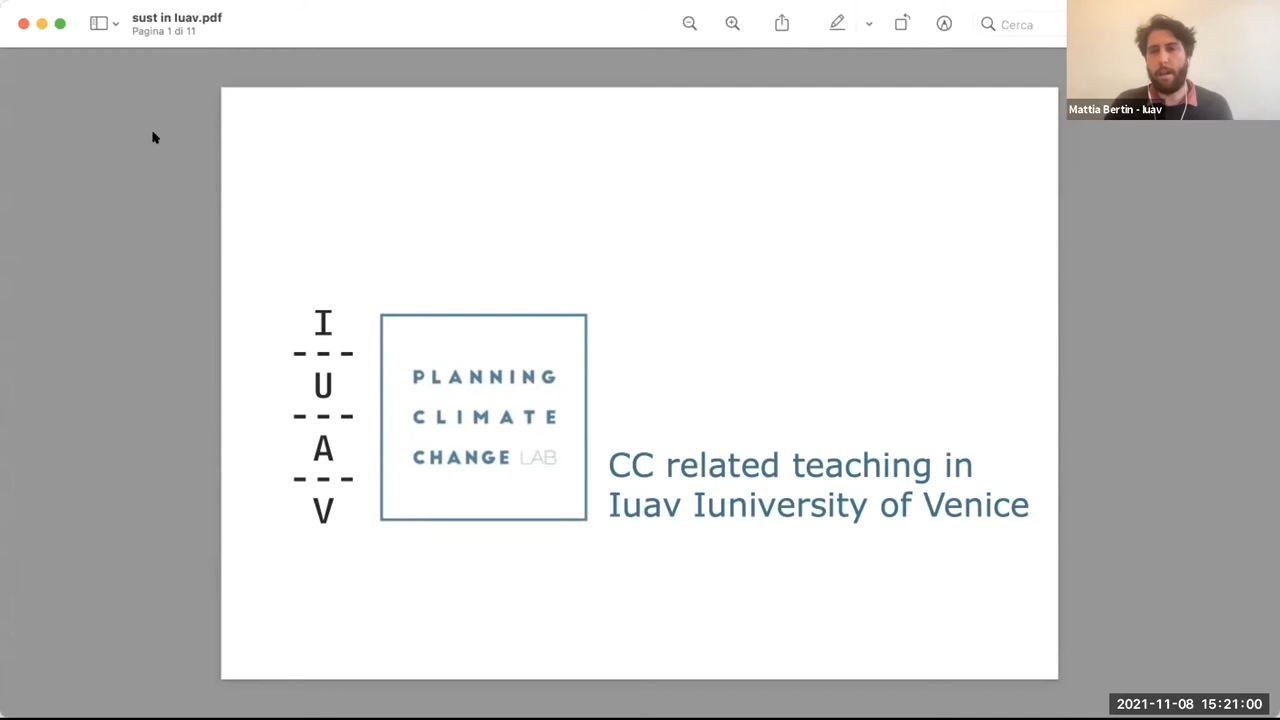 sust in Iuav.pdf
Pagina 1 di 11
Cerca
Mattia Bertin - Iuav
I
---
U
---
A
---
V
PLANNING
CLIMATE
CHANGE LAB
CC related teaching in
Iuav Iuniversity of Venice
2021-11-08 15:21:00